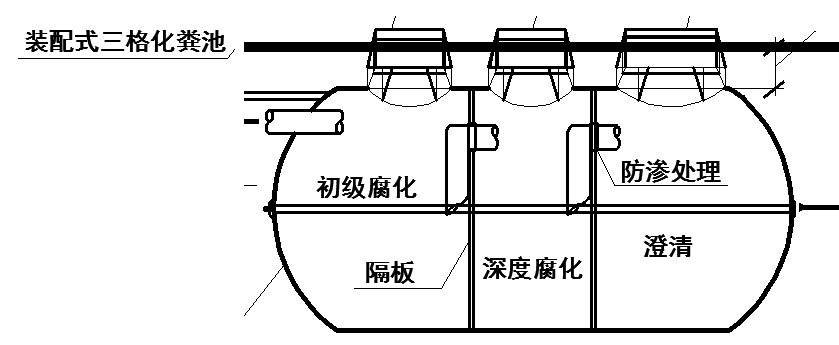 装配式三格化粪池
防渗处理
初级腐化
澄清
深度腐化
隔板